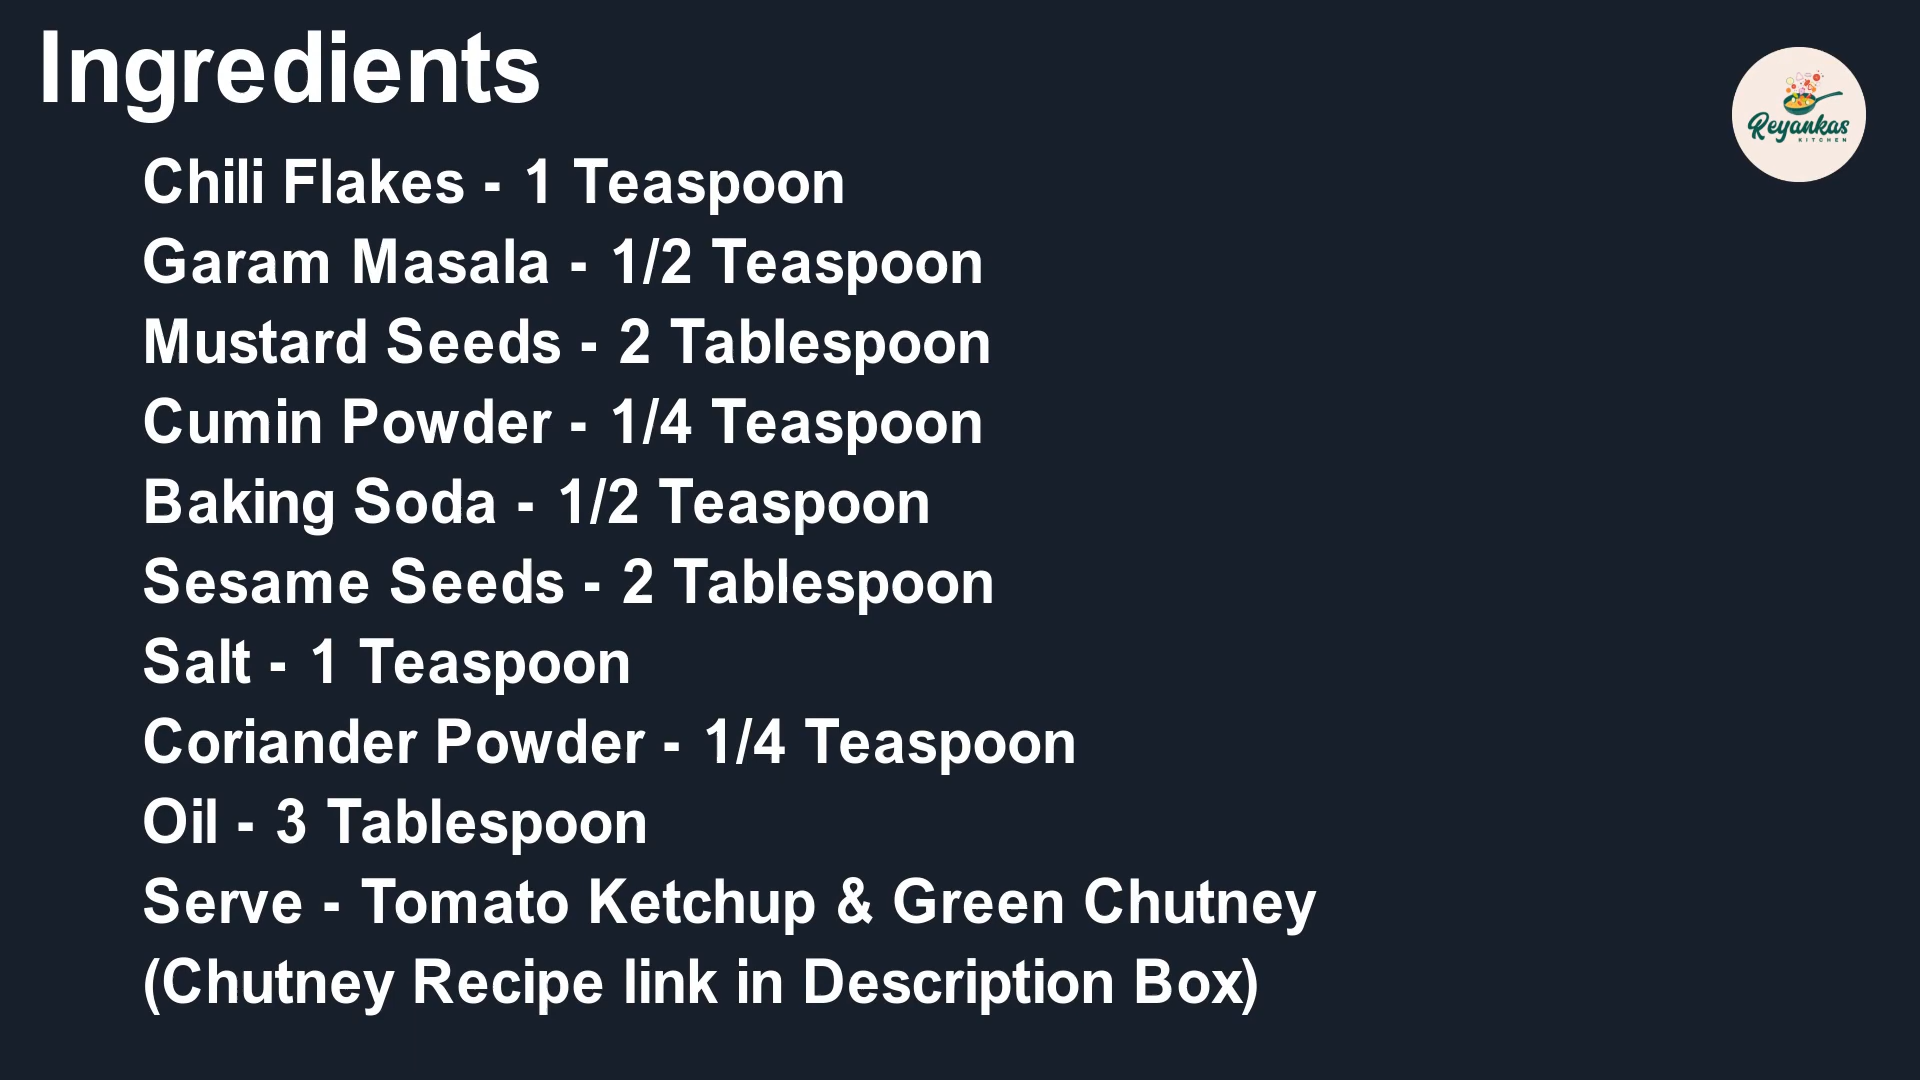 Ingredients
Reyankas
KITCHEN
Chili Flakes - 1 Teaspoon
Garam Masala - 1/2 Teaspoon
Mustard Seeds - 2 Tablespoon
Cumin Powder - 1/4 Teaspoon
Baking Soda - 1/2 Teaspoon
Sesame Seeds - 2 Tablespoon
Salt - 1 Teaspoon
Coriander Powder - 1/4 Teaspoon
Oil - 3 Tablespoon
Serve - Tomato Ketchup & Green Chutney
(Chutney Recipe link in Description Box)